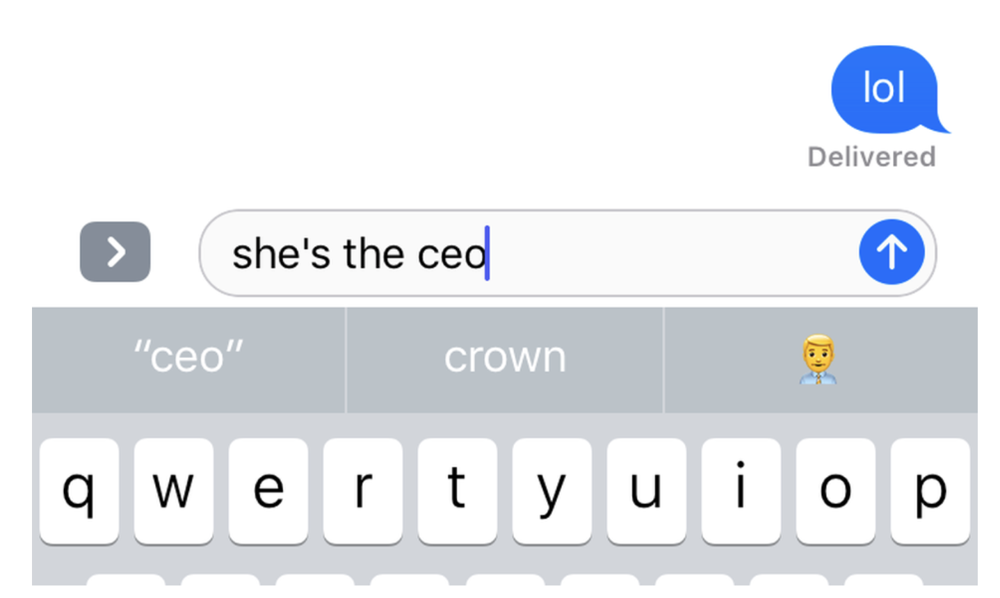 lol
Delivered
she's the ceo
“ceo” crown 👨‍💼
q w e r t y u i o p